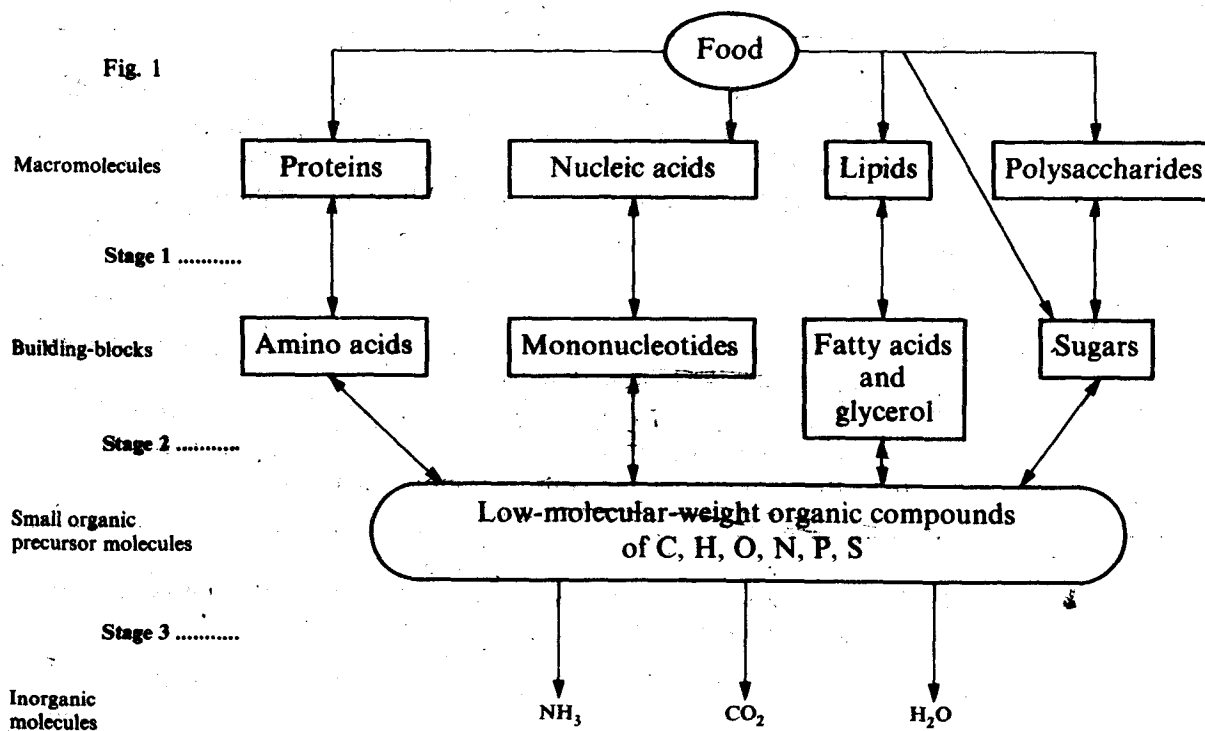 Fig. 1
Food
Macromolecules
Proteins
Nucleic acids
Lipids
Polysaccharides
Stage 1 ...........
Building-blocks
Amino acids
Mononucleotides
Fatty acids
and
glycerol
Sugars
Stage 2 ...........
Small organic
precursor molecules
Low-molecular-weight organic compounds
of C, H, O, N, P, S
Stage 3 ...........
Inorganic
molecules
NH₃
CO₂
H₂O